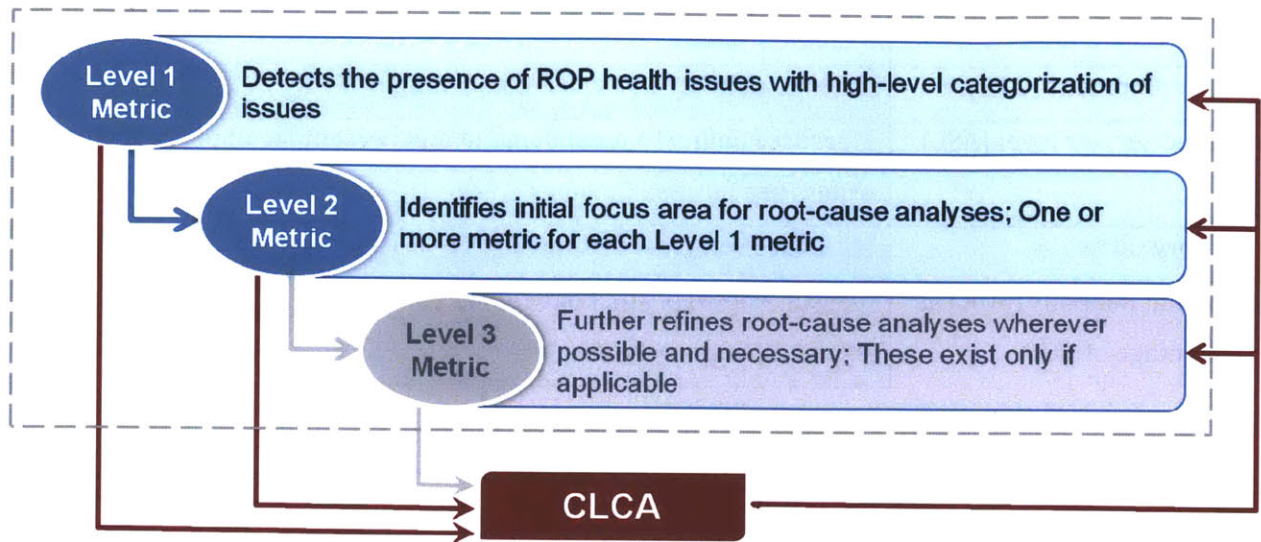 Level 1
Metric
Detects the presence of ROP health issues with high-level categorization of
issues
Level 2
Metric
Identifies initial focus area for root-cause analyses; One or
more metric for each Level 1 metric
Level 3
Metric
Further refines root-cause analyses wherever
possible and necessary; These exist only if
applicable
CLCA